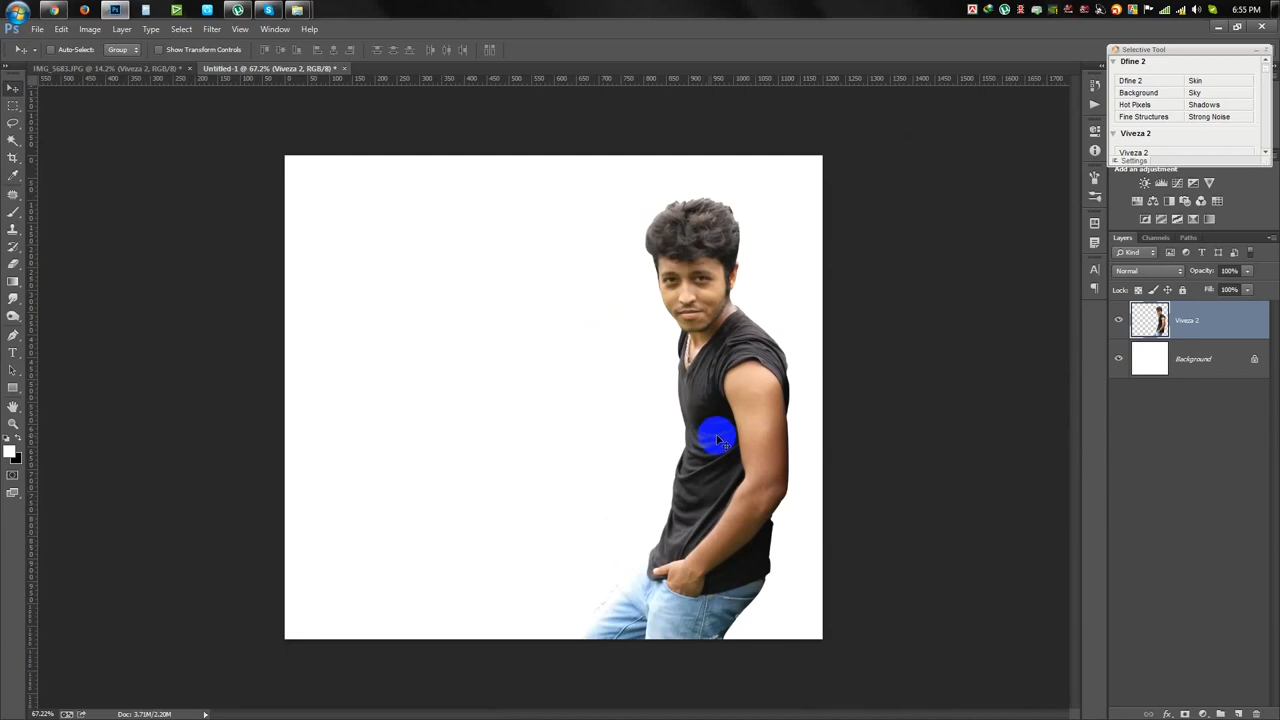 6:55 PM
Ps File Edit Image Layer Type Select Filter View Window Help
Auto-Select: Group Show Transform Controls
Selective Tool
IMG_5683.JPG @ 14.2% (Viveza 2, RGB/8) * × Untitled-1 @ 67.2% (Viveza 2, RGB/8) * ×
Dfine 2
Dfine 2 Skin
Background Sky
Hot Pixels Shadows
Fine Structures Strong Noise
Viveza 2
Viveza 2
Settings
Add an adjustment
Layers Channels Paths
Kind
Normal Opacity: 100%
Lock: Fill: 100%
Viveza 2
Background
67.22% Doc: 3.71M/2.20M